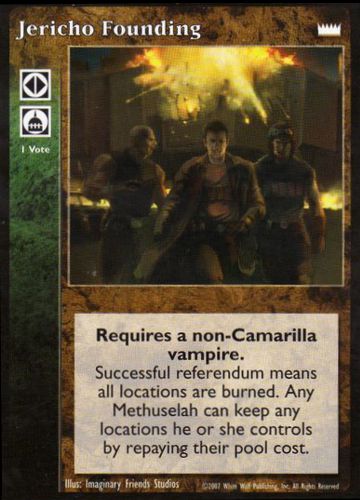 Jericho Founding
1 Vote
Requires a non-Camarilla
vampire.
Successful referendum means
all locations are burned. Any
Methuselah can keep any
locations he or she controls
by repaying their pool cost.
Illus: Imaginary Friends Studios
©2007 White Wolf Publishing, Inc. All Rights Reserved